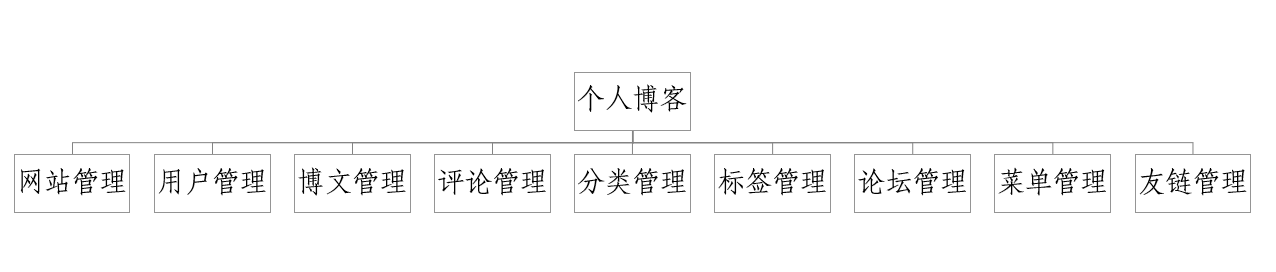 个人博客
网站管理
用户管理
博文管理
评论管理
分类管理
标签管理
论坛管理
菜单管理
友链管理